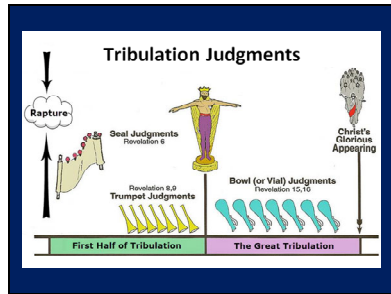 Tribulation Judgments
Rapture
Seal Judgments
Revelation 6
Revelation 8,9
Trumpet Judgments
Bowl (or Vial) Judgments
Revelation 15,16
Christ's
Glorious
Appearing
First Half of Tribulation
The Great Tribulation